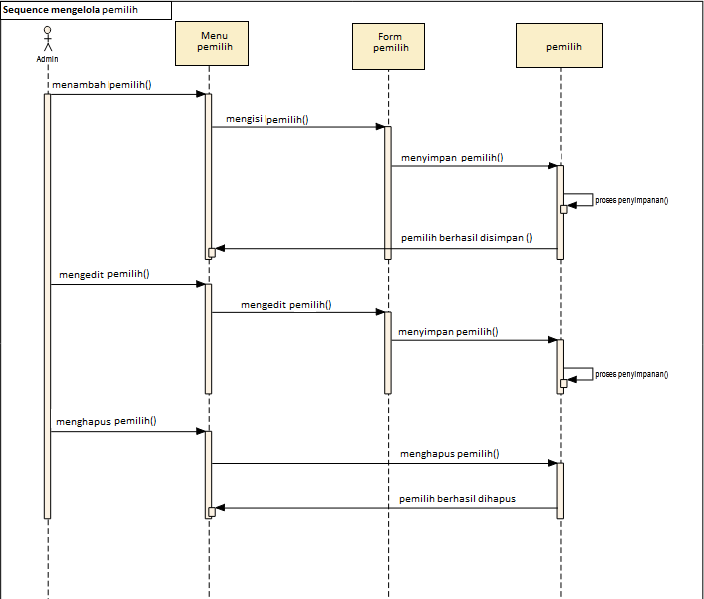 Sequence mengelola pemilih
Admin
Menu
pemilih
Form
pemilih
pemilih
menambah pemilih()
mengisi pemilih()
menyimpan pemilih()
proses penyimpanan()
pemilih berhasil disimpan ()
mengedit pemilih()
mengedit pemilih()
menyimpan pemilih()
proses penyimpanan()
menghapus pemilih()
menghapus pemilih()
pemilih berhasil dihapus